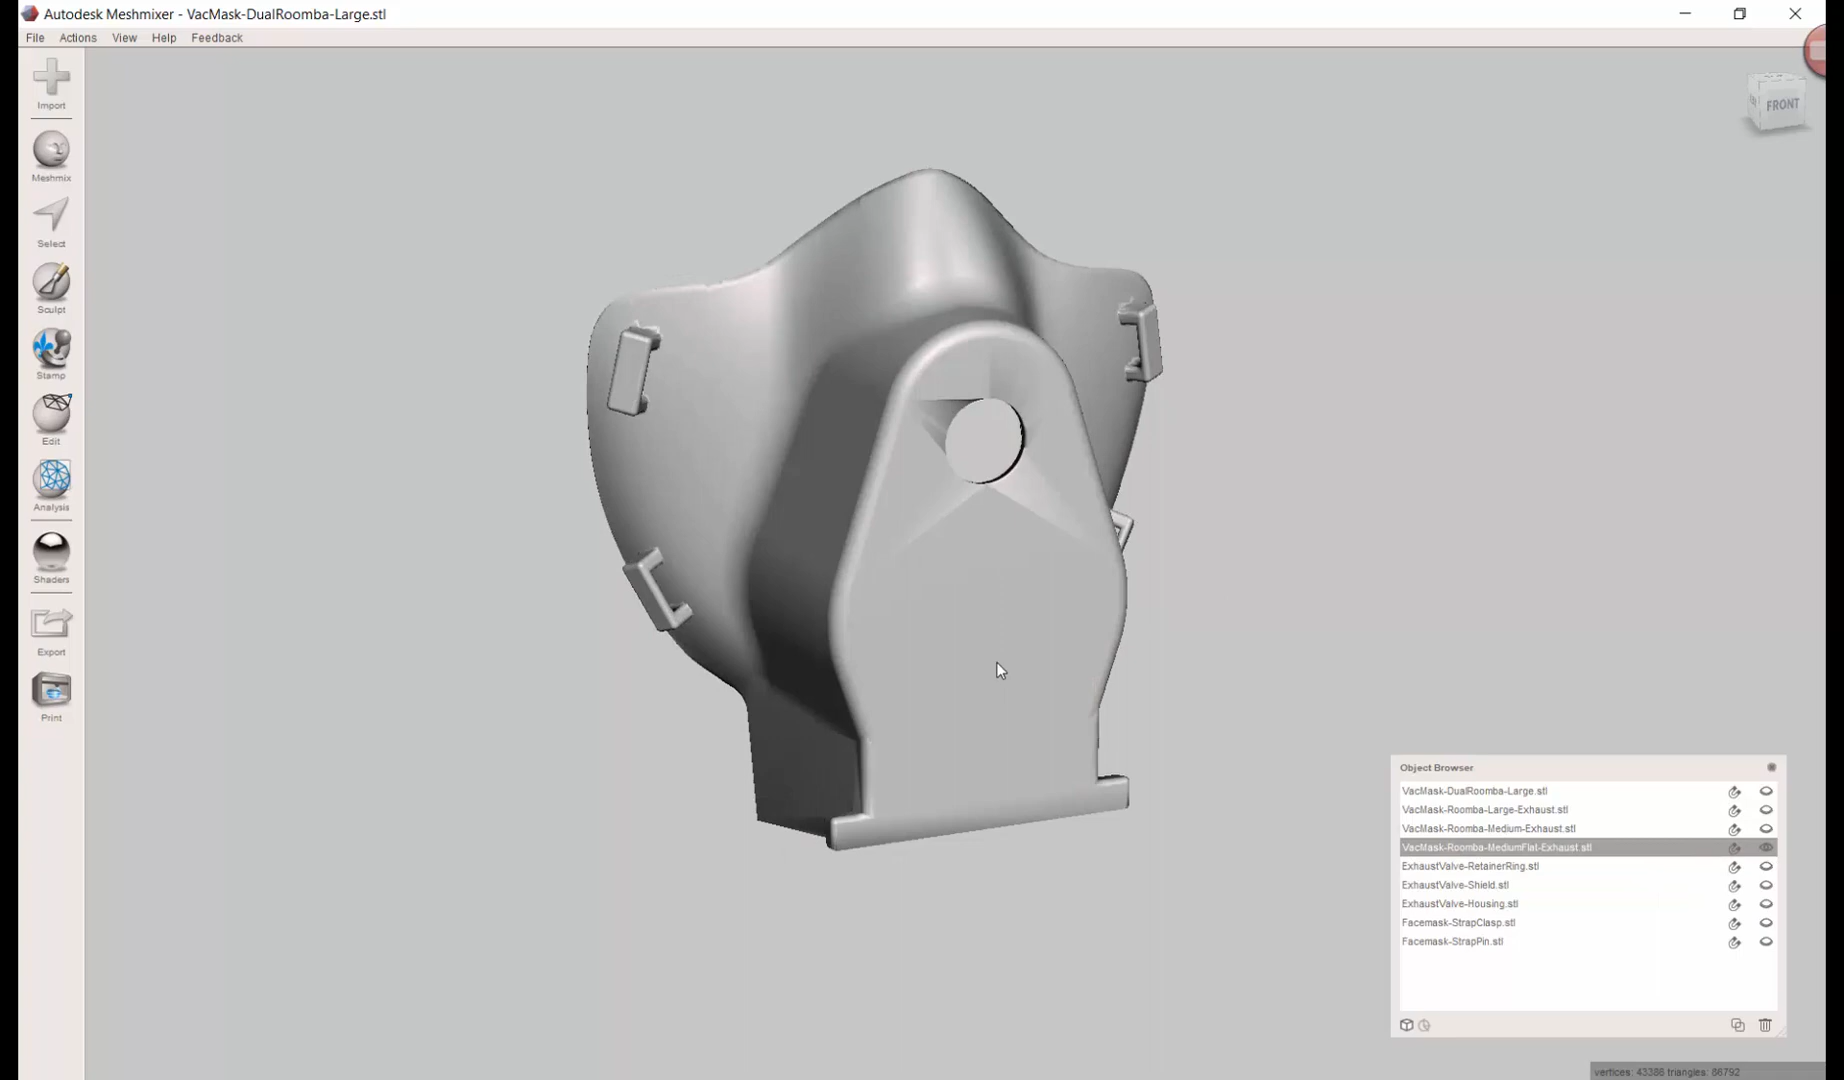 Autodesk Meshmixer - VacMask-DualRoomba-Large.stl
File Actions View Help Feedback
Import
Meshmix
Select
Sculpt
Stamp
Edit
Analysis
Shaders
Export
Print
FRONT
Object Browser
VacMask-DualRoomba-Large.stl
VacMask-Roomba-Large-Exhaust.stl
VacMask-Roomba-Medium-Exhaust.stl
VacMask-Roomba-MediumFlat-Exhaust.stl
ExhaustValve-RetainerRing.stl
ExhaustValve-Shield.stl
ExhaustValve-Housing.stl
Facemask-StrapClasp.stl
Facemask-StrapPin.stl
vertices: 43386 triangles: 86792